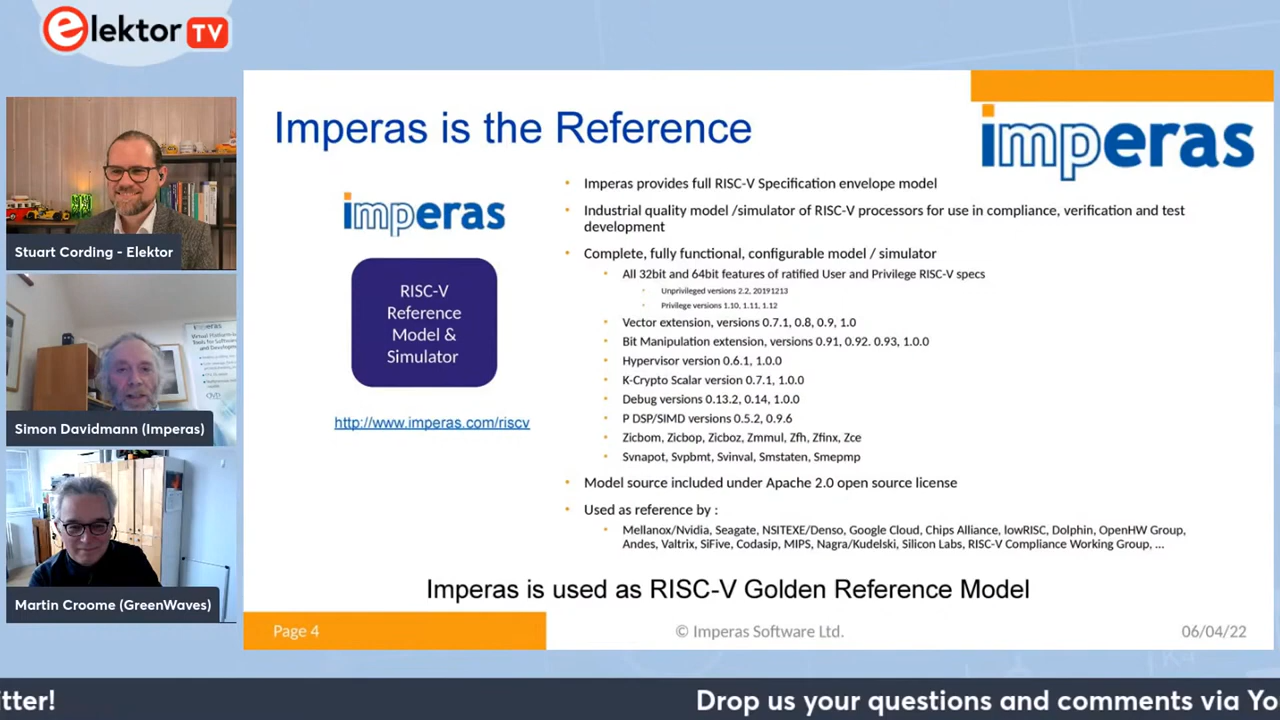 elektor TV
Stuart Cording - Elektor
Simon Davidmann (Imperas)
Martin Croome (GreenWaves)
Imperas is the Reference
imperas
imperas
RISC-V
Reference
Model &
Simulator
http://www.imperas.com/riscv
• Imperas provides full RISC-V Specification envelope model
• Industrial quality model /simulator of RISC-V processors for use in compliance, verification and test
development
• Complete, fully functional, configurable model / simulator
• All 32bit and 64bit features of ratified User and Privilege RISC-V specs
• Unprivileged versions 2.2, 20191213
• Privilege versions 1.10, 1.11, 1.12
• Vector extension, versions 0.7.1, 0.8, 0.9, 1.0
• Bit Manipulation extension, versions 0.91, 0.92. 0.93, 1.0.0
• Hypervisor version 0.6.1, 1.0.0
• K-Crypto Scalar version 0.7.1, 1.0.0
• Debug versions 0.13.2, 0.14, 1.0.0
• P DSP/SIMD versions 0.5.2, 0.9.6
• Zicbom, Zicbop, Zicboz, Zmmul, Zfh, Zfinx, Zce
• Svnapot, Svpbmt, Svinval, Smstaten, Smepmp
• Model source included under Apache 2.0 open source license
• Used as reference by :
• Mellanox/Nvidia, Seagate, NSITEXE/Denso, Google Cloud, Chips Alliance, lowRISC, Dolphin, OpenHW Group,
Andes, Valtrix, SiFive, Codasip, MIPS, Nagra/Kudelski, Silicon Labs, RISC-V Compliance Working Group, ...
Imperas is used as RISC-V Golden Reference Model
Page 4
© Imperas Software Ltd.
06/04/22
itter!
Drop us your questions and comments via Yo